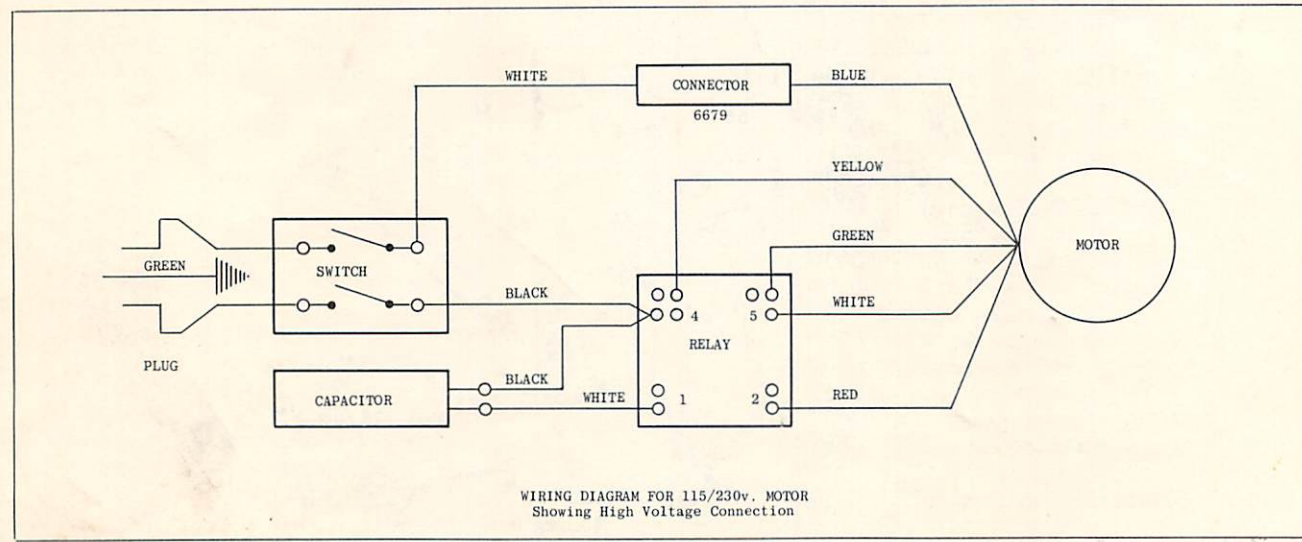 WHITE
CONNECTOR
6679
BLUE
YELLOW
GREEN
GREEN
SWITCH
MOTOR
BLACK
4
5
WHITE
RELAY
PLUG
CAPACITOR
BLACK
WHITE
1
2
RED
WIRING DIAGRAM FOR 115/230v. MOTOR
Showing High Voltage Connection